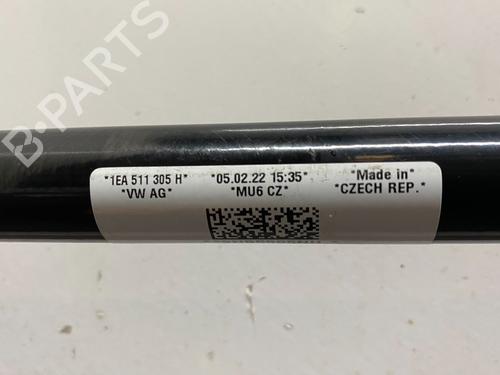 B-PARTS
*1EA 511 305 H*
*VW AG*
*05.02.22 15:35*
*MU6 CZ*
*Made in*
*CZECH REP.*